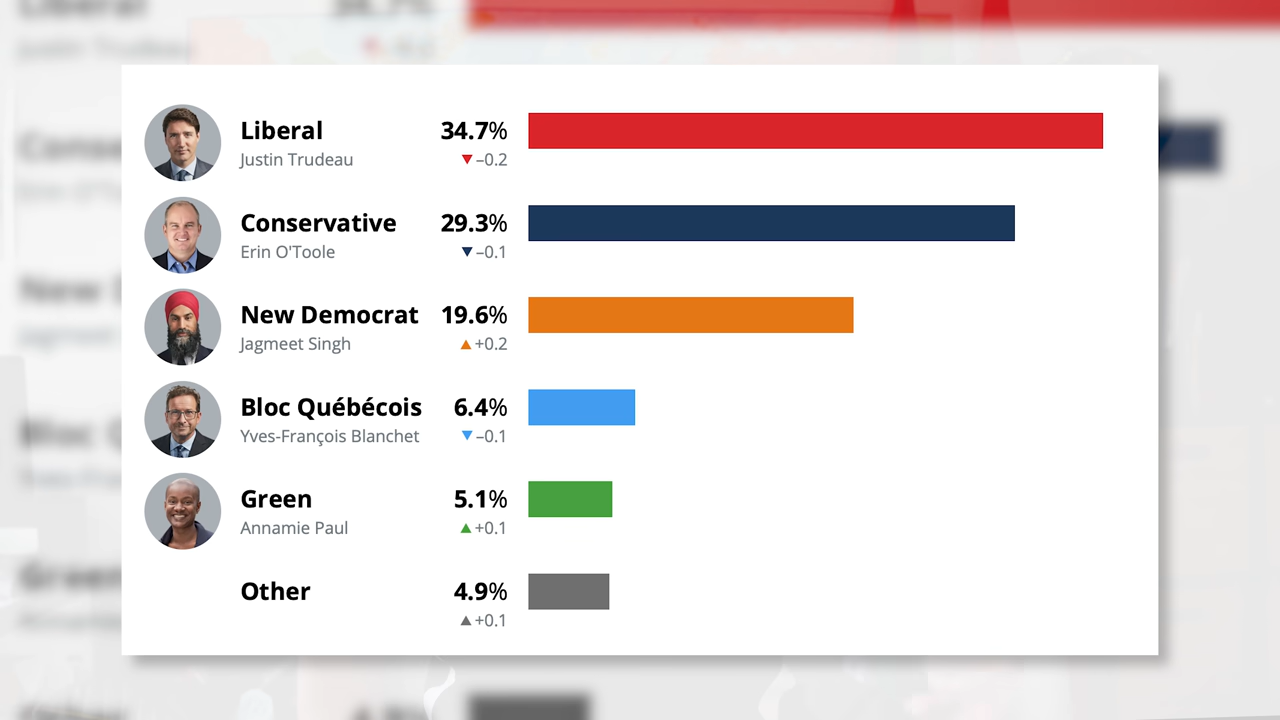 Liberal 34.7%
Justin Trudeau ▼ –0.2
Conservative 29.3%
Erin O'Toole ▼ –0.1
New Democrat 19.6%
Jagmeet Singh ▲ +0.2
Bloc Québécois 6.4%
Yves-François Blanchet ▼ –0.1
Green 5.1%
Annamie Paul ▲ +0.1
Other 4.9%
▲ +0.1